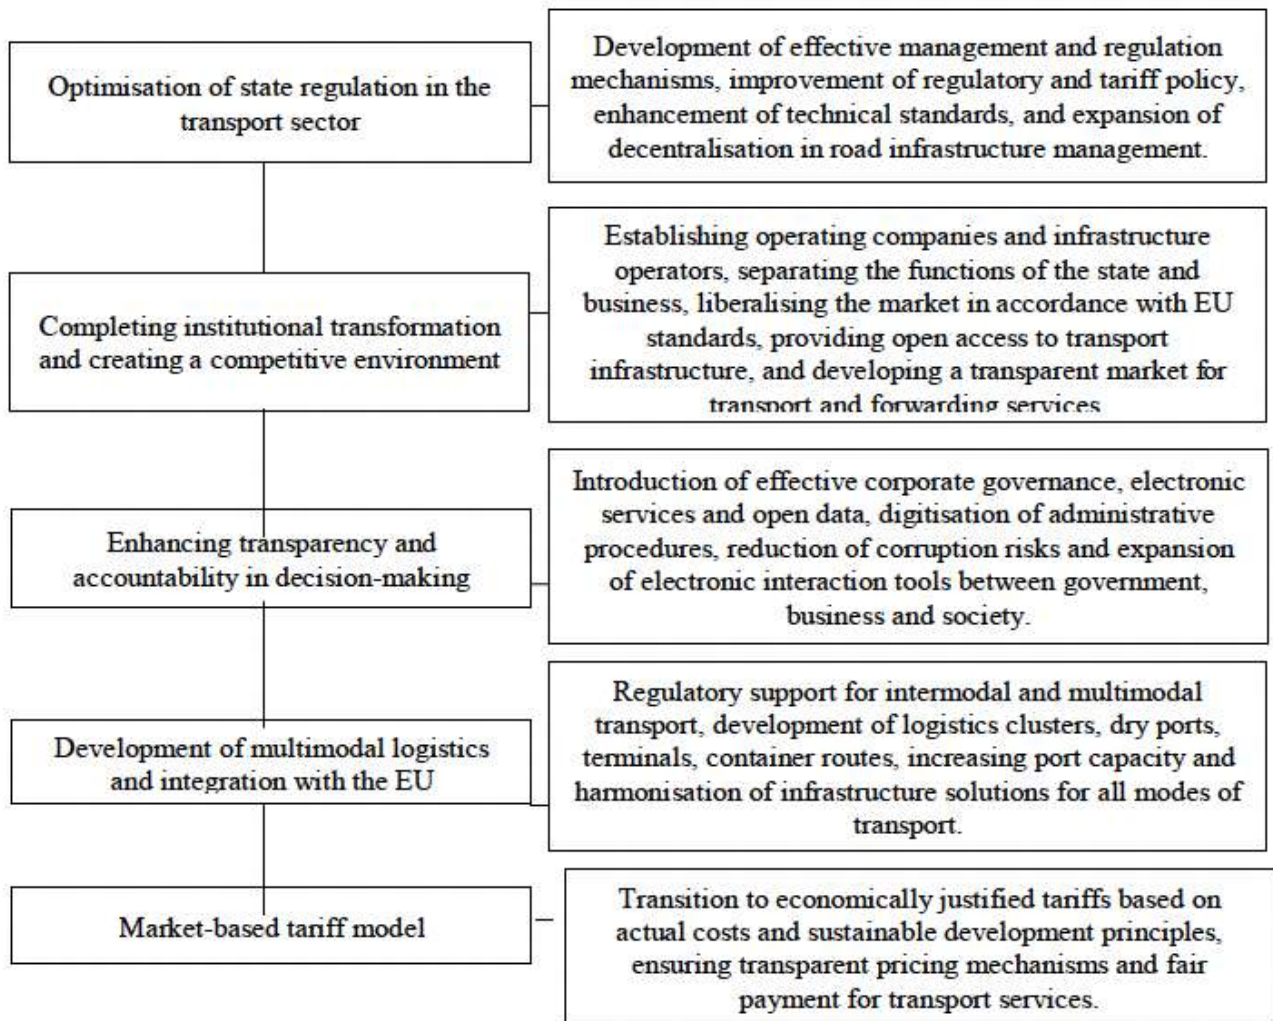 Optimisation of state regulation in the
transport sector
Development of effective management and regulation
mechanisms, improvement of regulatory and tariff policy,
enhancement of technical standards, and expansion of
decentralisation in road infrastructure management.
Completing institutional transformation
and creating a competitive environment
Establishing operating companies and infrastructure
operators, separating the functions of the state and
business, liberalising the market in accordance with EU
standards, providing open access to transport
infrastructure, and developing a transparent market for
transport and forwarding services
Enhancing transparency and
accountability in decision-making
Introduction of effective corporate governance, electronic
services and open data, digitisation of administrative
procedures, reduction of corruption risks and expansion
of electronic interaction tools between government,
business and society.
Development of multimodal logistics
and integration with the EU
Regulatory support for intermodal and multimodal
transport, development of logistics clusters, dry ports,
terminals, container routes, increasing port capacity and
harmonisation of infrastructure solutions for all modes of
transport.
Market-based tariff model
Transition to economically justified tariffs based on
actual costs and sustainable development principles,
ensuring transparent pricing mechanisms and fair
payment for transport services.